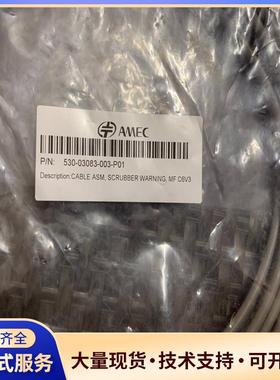 AMEC
P/N: 530-03083-003-P01
Description:CABLE ASM, SCRUBBER WARNING, MF C6V3
齐全
式服务
大量现货·技术支持·可开